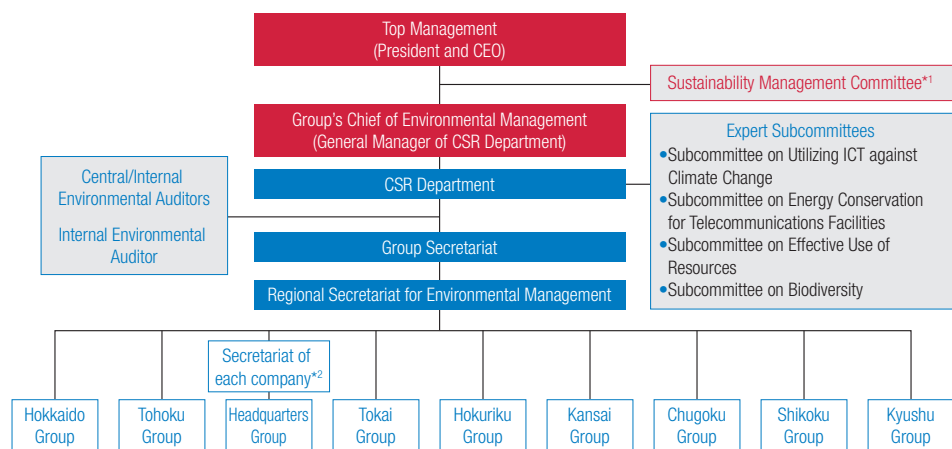 Top Management
(President and CEO)
Sustainability Management Committee*1
Group's Chief of Environmental Management
(General Manager of CSR Department)
Expert Subcommittees
•Subcommittee on Utilizing ICT against
Climate Change
•Subcommittee on Energy Conservation
for Telecommunications Facilities
•Subcommittee on Effective Use of
Resources
•Subcommittee on Biodiversity
Central/Internal
Environmental Auditors
Internal Environmental
Auditor
CSR Department
Group Secretariat
Regional Secretariat for Environmental Management
Secretariat of
each company*2
Hokkaido
Group
Tohoku
Group
Headquarters
Group
Tokai
Group
Hokuriku
Group
Kansai
Group
Chugoku
Group
Shikoku
Group
Kyushu
Group